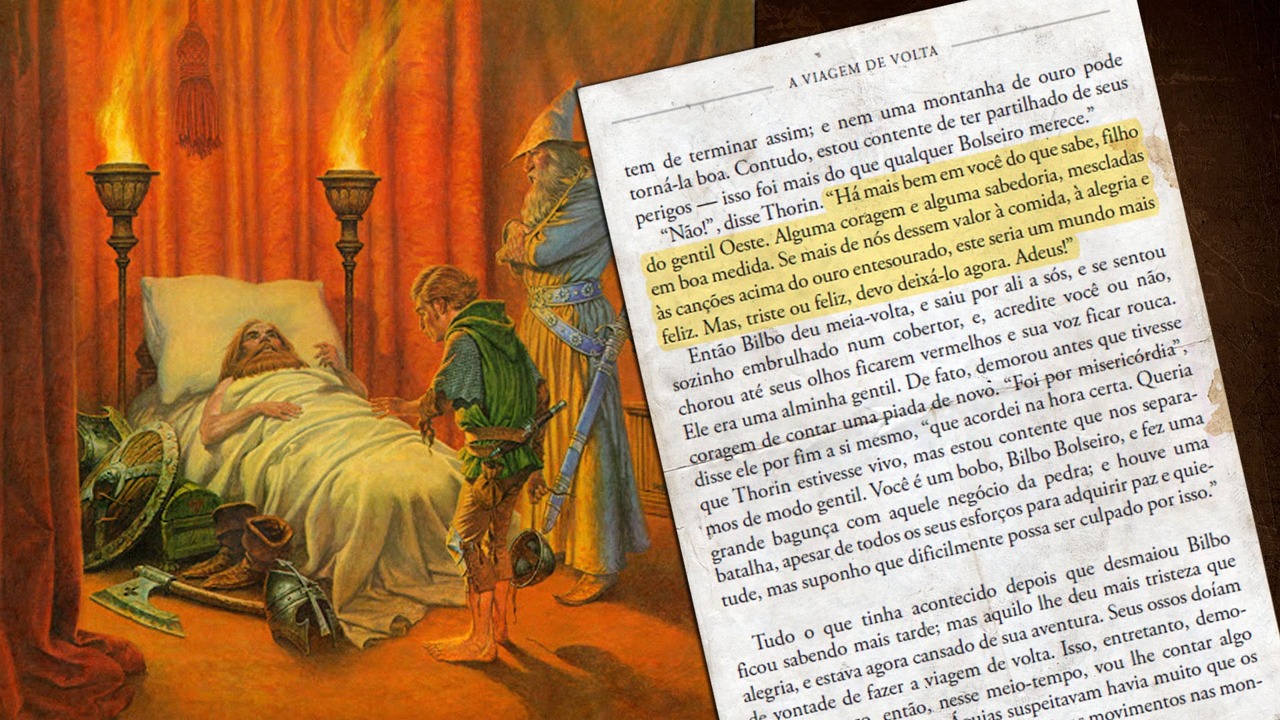 A VIAGEM DE VOLTA
tem de terminar assim; e nem uma montanha de ouro pode
torná-la boa. Contudo, estou contente de ter partilhado de seus
perigos — isso foi mais do que qualquer Bolseiro merece.”
“Não!”, disse Thorin. “Há mais bem em você do que sabe, filho
do gentil Oeste. Alguma coragem e alguma sabedoria, mescladas
em boa medida. Se mais de nós dessem valor à comida, à alegria e
às canções acima do ouro entesourado, este seria um mundo mais
feliz. Mas, triste ou feliz, devo deixá-lo agora. Adeus!”
Então Bilbo deu meia-volta, e saiu por ali a sós, e se sentou
sozinho embrulhado num cobertor, e, acredite você ou não,
chorou até seus olhos ficarem vermelhos e sua voz ficar rouca.
Ele era uma alminha gentil. De fato, demorou antes que tivesse
coragem de contar uma piada de novo. “Foi por misericórdia”,
disse ele por fim a si mesmo, “que acordei na hora certa. Queria
que Thorin estivesse vivo, mas estou contente que nos separa-
mos de modo gentil. Você é um bobo, Bilbo Bolseiro, e fez uma
grande bagunça com aquele negócio da pedra; e houve uma
batalha, apesar de todos os seus esforços para adquirir paz e quie-
tude, mas suponho que dificilmente possa ser culpado por isso.”
Tudo o que tinha acontecido depois que desmaiou Bilbo
ficou sabendo mais tarde; mas aquilo lhe deu mais tristeza que
alegria, e estava agora cansado de sua aventura. Seus ossos doíam
de vontade de fazer a viagem de volta. Isso, entretanto, demo-
então, nesse meio-tempo, vou lhe contar algo
Águias suspeitavam havia muito que os
movimentos nas mon-